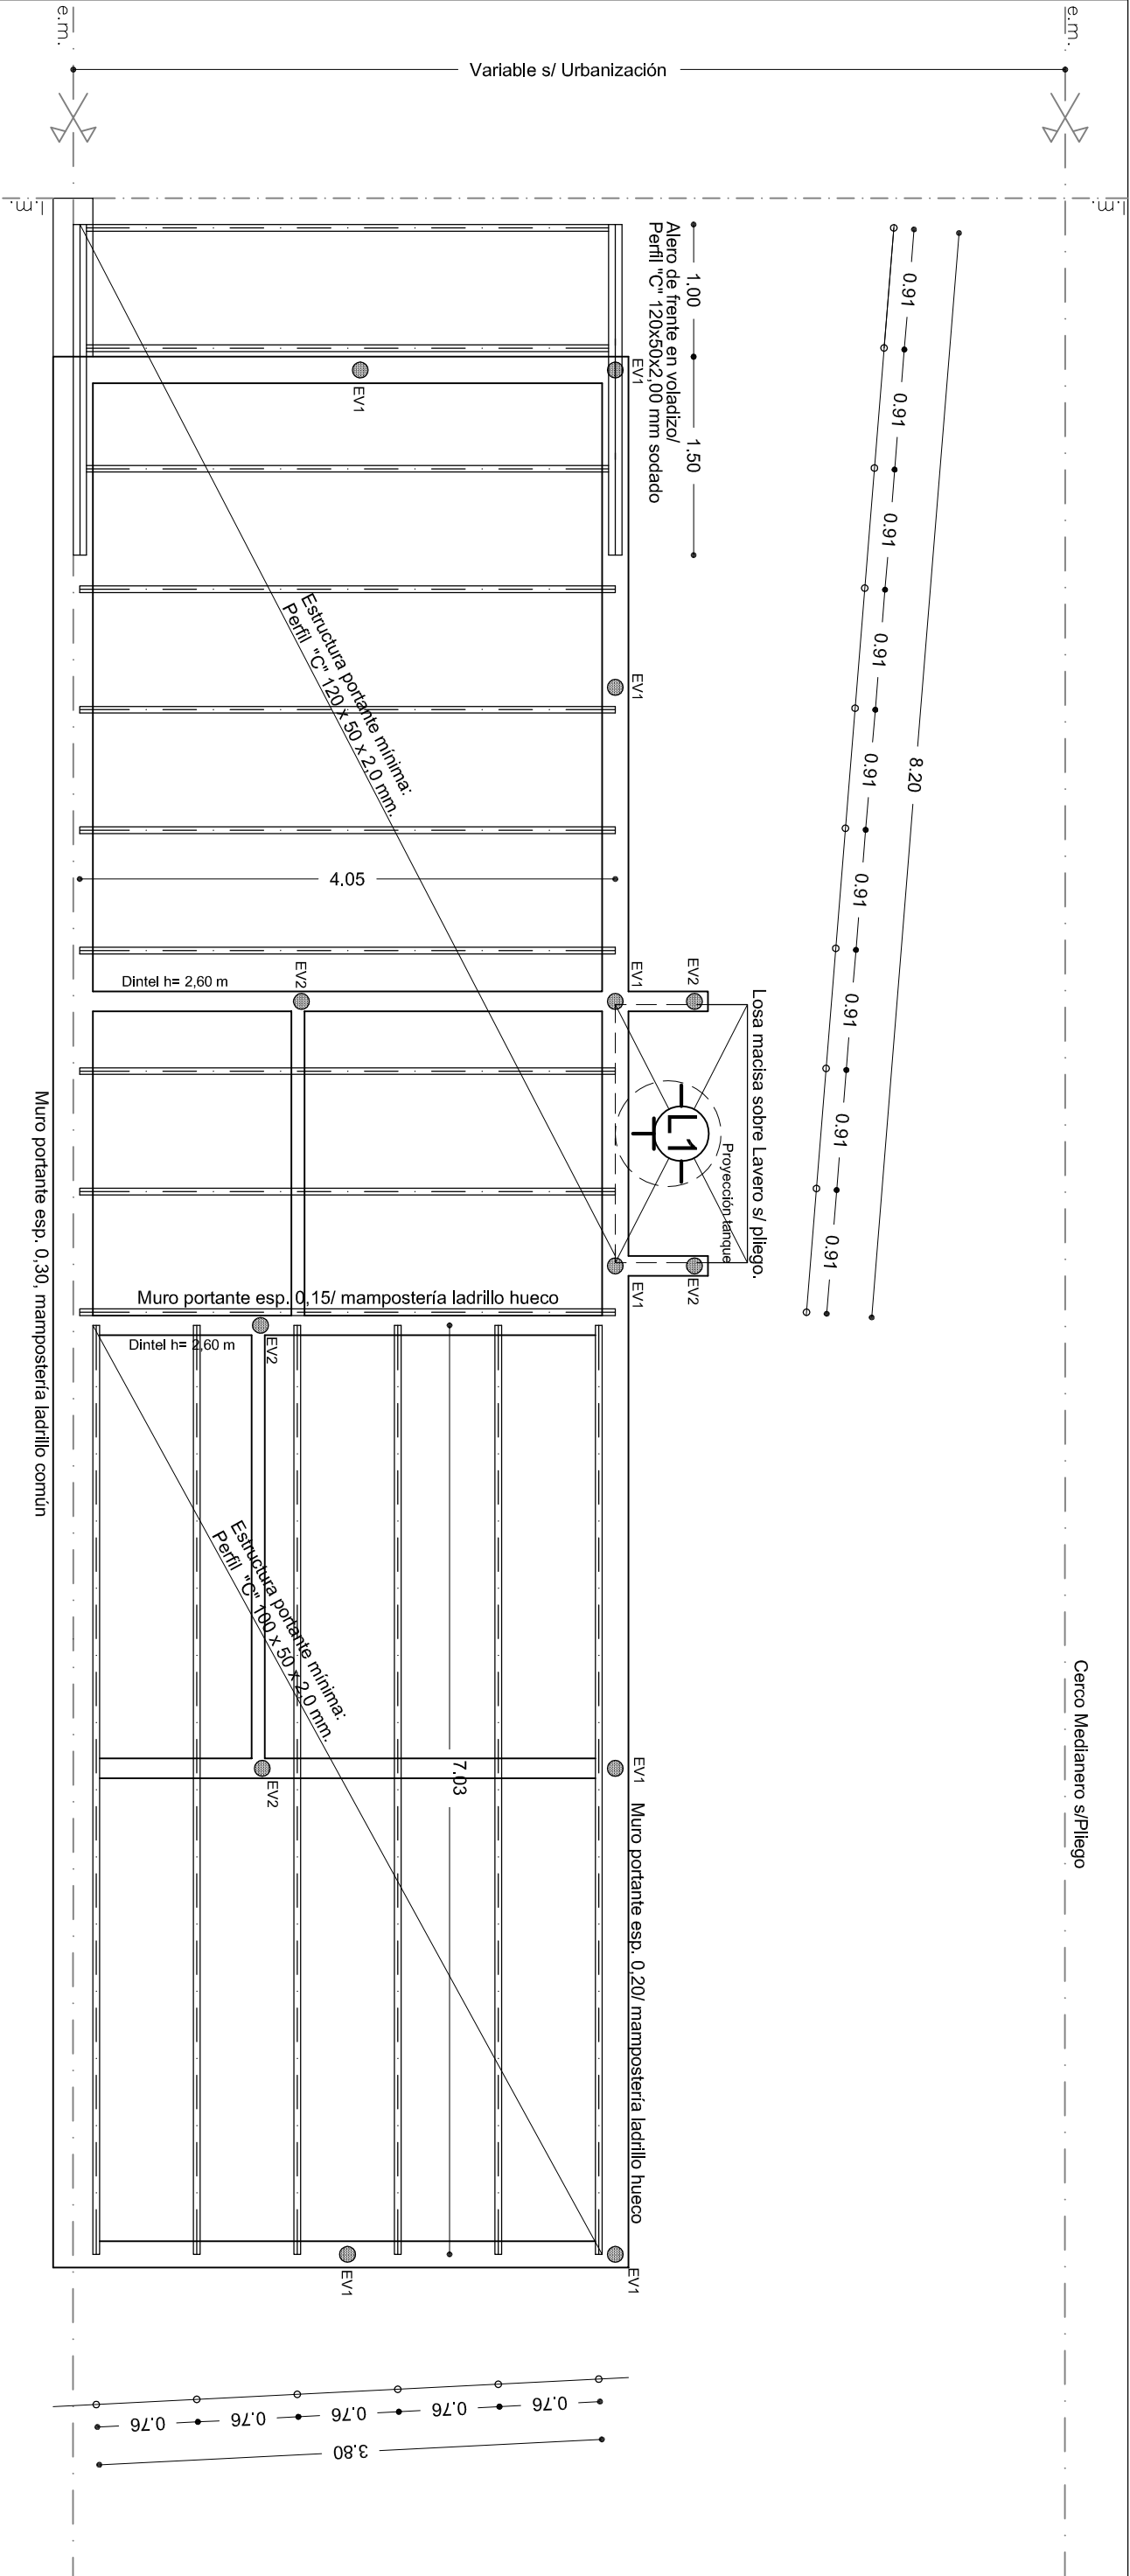 e.m.
e.m.
Variable s/ Urbanización
l.m.
l.m.
Alero de frente en voladizo/
Perfil "C" 120x50x2,00 mm sodado
1.00
1.50
0.91
0.91
0.91
0.91
0.91
0.91
0.91
0.91
0.91
8.20
EV1
EV1
EV1
Estructura portante mínima:
Perfil "C" 120 x 50 x 2,0 mm.
4.05
Dintel h= 2,60 m
EV2
EV1
EV2
Losa macisa sobre Lavero s/ pliego.
L1
Proyección tanque
EV1
EV2
Muro portante esp. 0,15/ mampostería ladrillo hueco
Dintel h= 2,60 m
EV2
Muro portante esp. 0,30, mampostería ladrillo común
Estructura portante mínima:
Perfil "C" 100 x 50 x 2,0 mm.
7.03
EV2
EV1
Muro portante esp. 0,20/ mampostería ladrillo hueco
Cerco Medianero s/Pliego
EV1
EV1
0.76
0.76
0.76
0.76
0.76
3.80